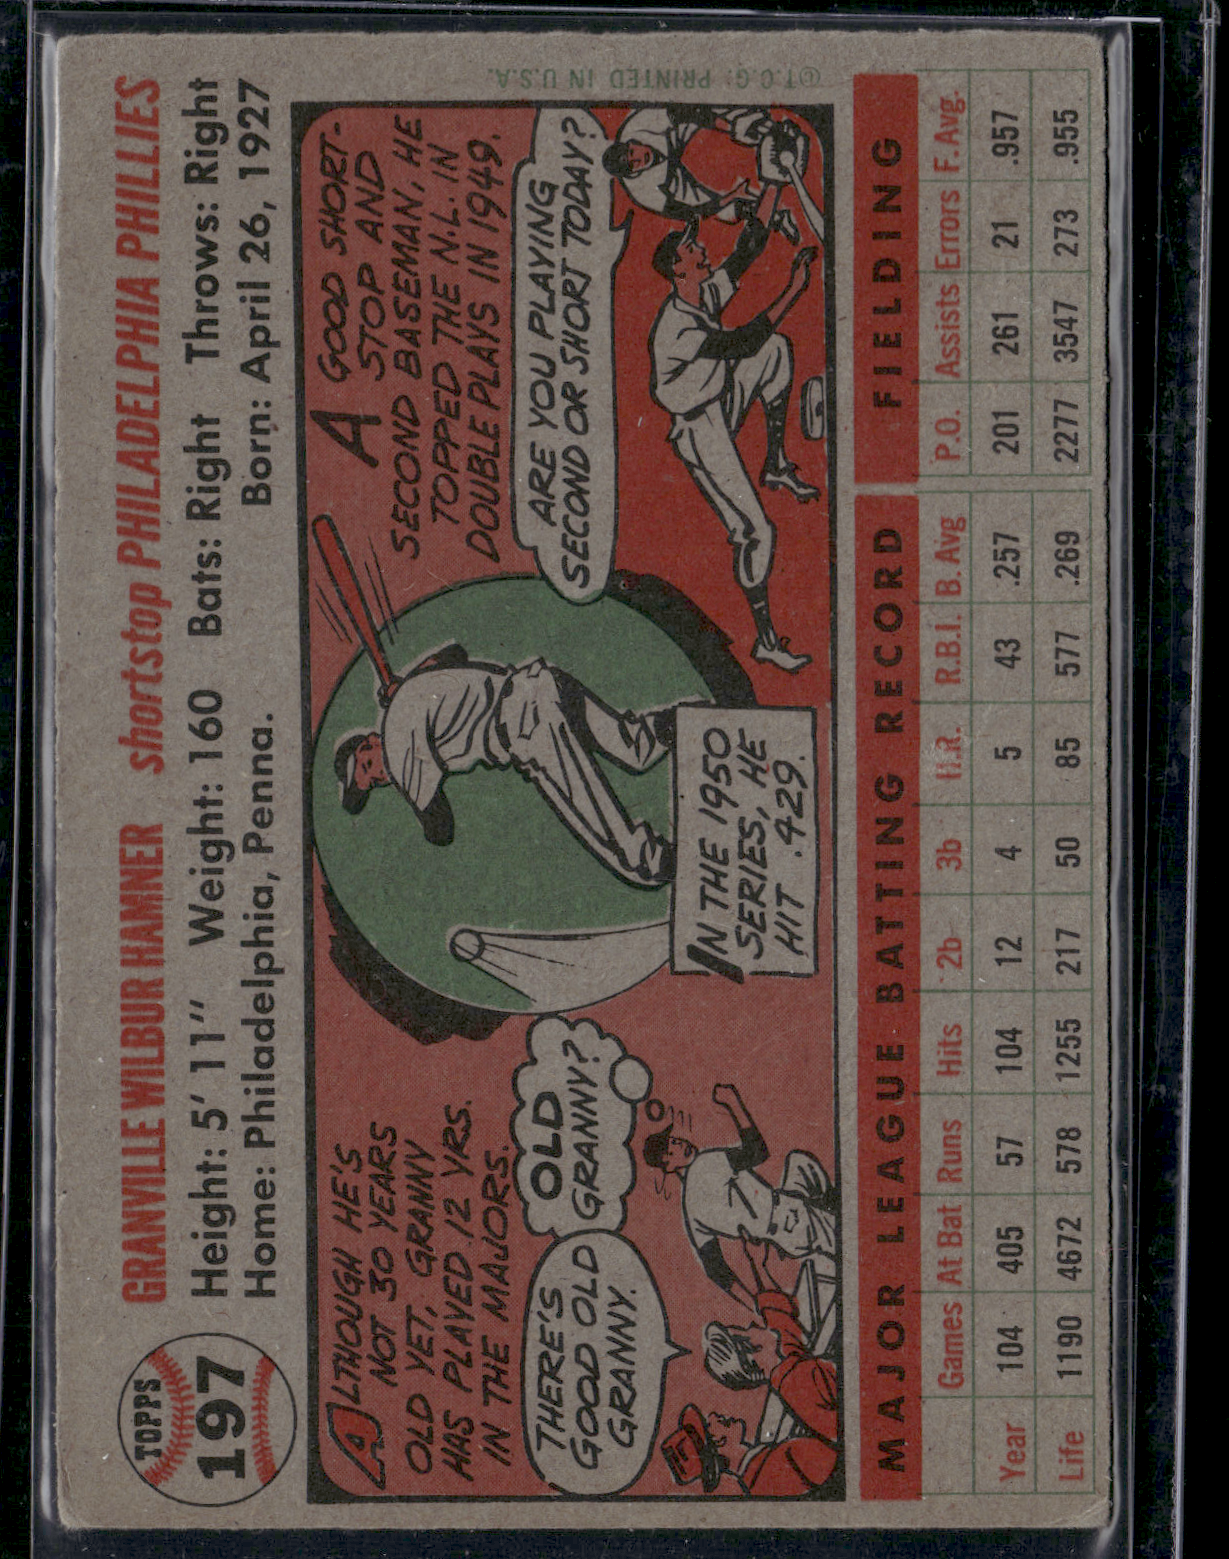 TOPPS
197
GRANVILLE WILBUR HAMNER shortstop PHILADELPHIA PHILLIES
Height: 5' 11" Weight: 160 Bats: Right Throws: Right
Home: Philadelphia, Penna. Born: April 26, 1927
ALTHOUGH HE'S
NOT 30 YEARS
OLD YET, GRANNY
HAS PLAYED 12 YRS.
IN THE MAJORS.
THERE'S
GOOD OLD
GRANNY.
OLD
GRANNY?
IN THE 1950
SERIES, HE
HIT .429.
A GOOD SHORT-
STOP AND
SECOND BASEMAN, HE
TOPPED THE N.L. IN
DOUBLE PLAYS IN 1949.
ARE YOU PLAYING
SECOND OR SHORT TODAY?
©T.C.G. PRINTED IN U.S.A.
MAJOR LEAGUE BATTING RECORD FIELDING
Games At Bat Runs Hits 2b 3b H.R. R.B.I. B. Avg P.O. Assists Errors F. Avg.
Year 104 405 57 104 12 4 5 43 .257 201 261 21 .957
Life 1190 4672 578 1255 217 50 85 577 .269 2277 3547 273 .955